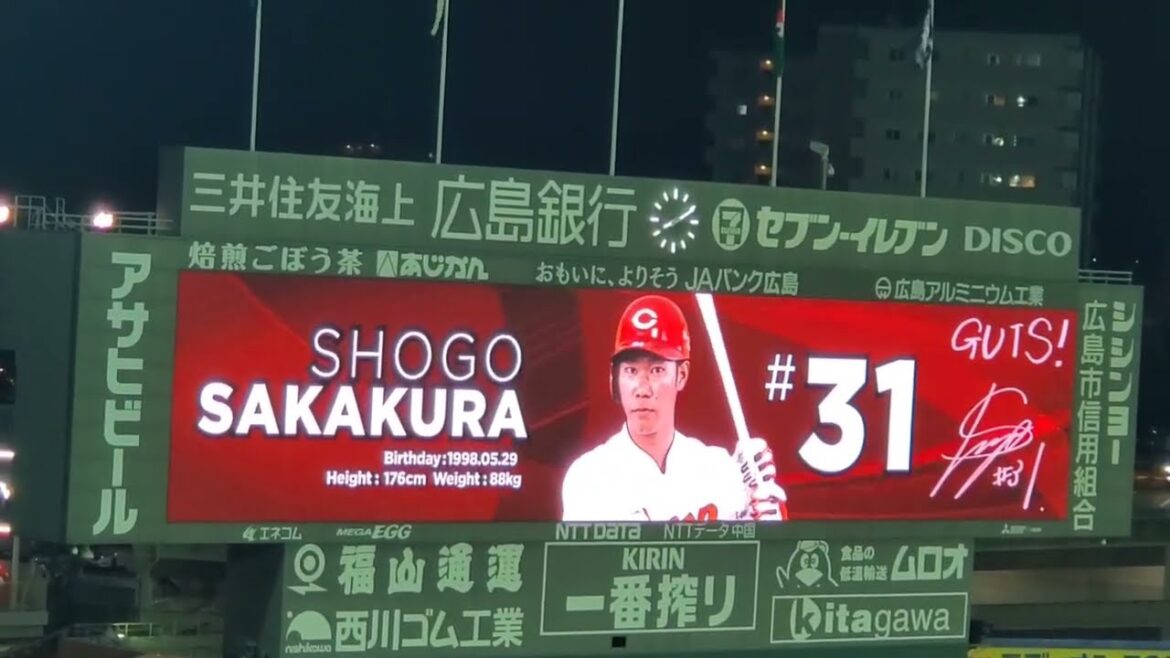 三井住友海上 広島銀行 7 セブン-イレブン DISCO
焙煎ごぼう茶 あじかん おもいに、よりそう JAバンク広島 広島アルミニウム工業
アサヒビール
SHOGO
SAKAKURA
Birthday:1998.05.29
Height : 176cm Weight : 88kg
C
#31
GUTS!
#31
シシンヨー
広島市信用組合
エネコム MEGA EGG NTT DATA NTTデータ中国
福山通運
nishikawa 西川ゴム工業
KIRIN
一番搾り
食品の
低温輸送 ムロオ
Kitagawa